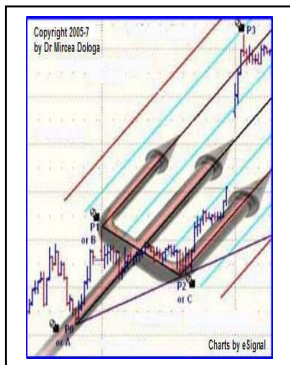 Copyright 2005-7
by Dr Mircea Dologa
P3
P1
or B
P2
or C
P0
or A
Charts by eSignal